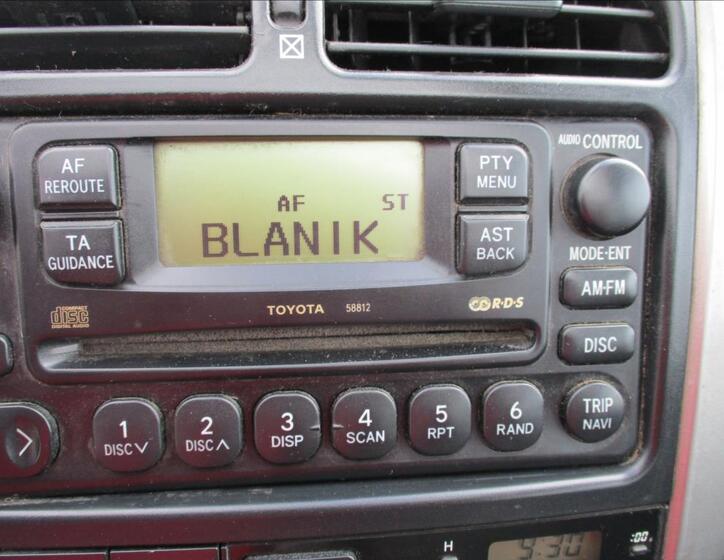 AF
REROUTE
TA
GUIDANCE
AF ST
BLANIK
PTY
MENU
AST
BACK
AUDIO CONTROL
MODE·ENT
AM·FM
DISC
COMPACT
disc
DIGITAL AUDIO
TOYOTA 58812
R·D·S
1
DISC
2
DISC
3
DISP
4
SCAN
5
RPT
6
RAND
TRIP
NAVI
H
:00
9:30